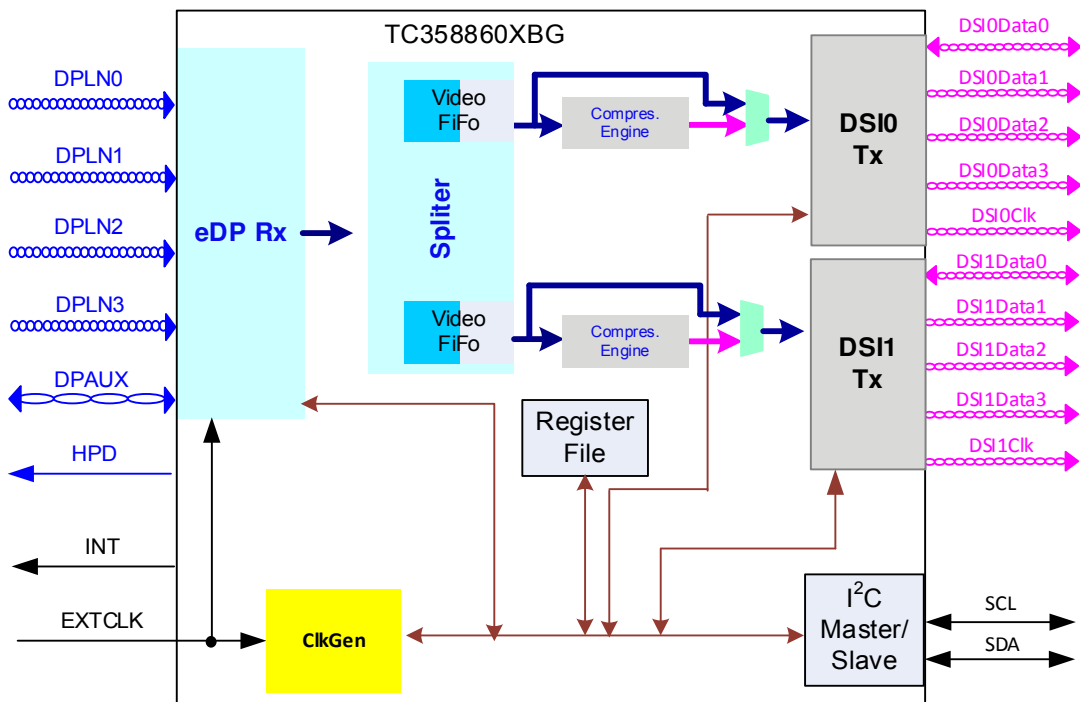 TC358860XBG
DPLN0
DPLN1
DPLN2
DPLN3
DPAUX
HPD
INT
EXTCLK
eDP Rx
Spliter
Video
FiFo
Compres.
Engine
Video
FiFo
Compres.
Engine
DSI0
Tx
DSI1
Tx
Register
File
ClkGen
I²C
Master/
Slave
DSI0Data0
DSI0Data1
DSI0Data2
DSI0Data3
DSI0Clk
DSI1Data0
DSI1Data1
DSI1Data2
DSI1Data3
DSI1Clk
SCL
SDA